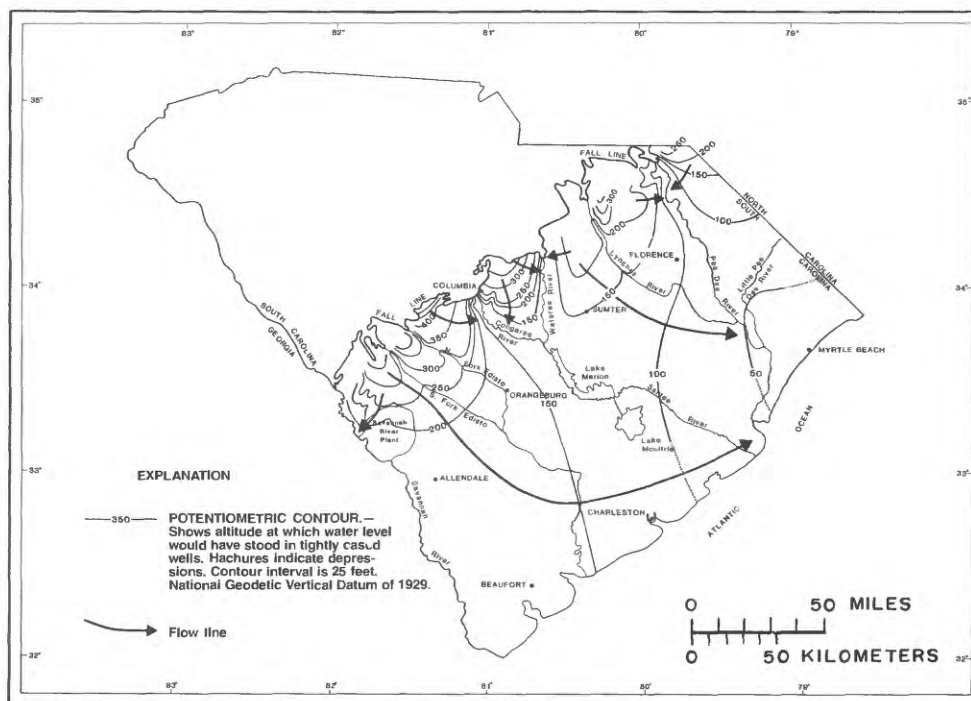 83° 82° 81° 80° 79°
35° 35°
34° 34°
33° 33°
32° 32°
83° 82° 81° 80° 79°
FALL LINE
250
200
150
100
NORTH CAROLINA
SOUTH CAROLINA
300
200
FLORENCE
Lynches River
Pee Dee River
Little Pee Dee River
150
SUMTER
MYRTLE BEACH
COLUMBIA
300
250
200
150
Wateree River
Congaree River
FALL LINE
400
350
300
250
200
SOUTH CAROLINA
GEORGIA
Fork Edisto
S. Fork Edisto
ORANGEBURG
150
Lake Marion
100
50
Santee River
Lake Moultrie
OCEAN
ATLANTIC
Savannah
River
Plant
ALLENDALE
CHARLESTON
Savannah River
BEAUFORT
EXPLANATION
350
POTENTIOMETRIC CONTOUR.—
Shows altitude at which water level
would have stood in tightly cased
wells. Hachures indicate depres-
sions. Contour interval is 25 feet.
National Geodetic Vertical Datum of 1929.
Flow line
0 50 MILES
0 50 KILOMETERS